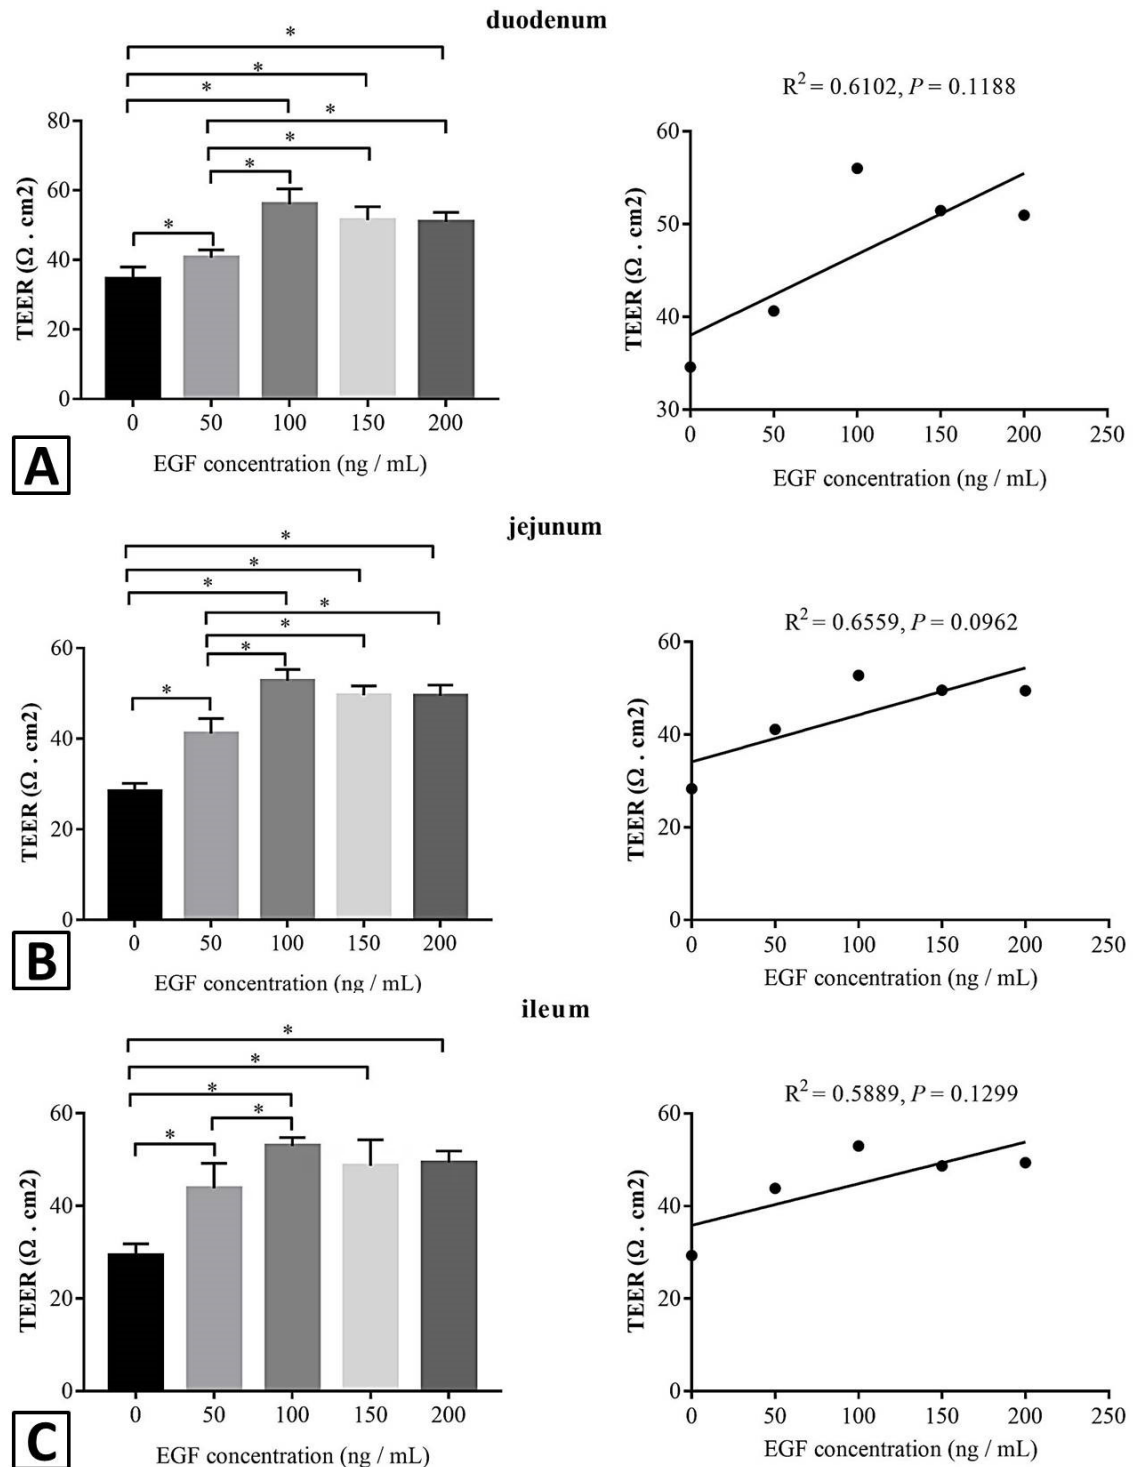 duodenum
*
*
*
*
*
*
*
80
60
40
20
0
TEER (Ω . cm2)
0 50 100 150 200
EGF concentration (ng / mL)
A
R2 = 0.6102, P = 0.1188
60
50
40
30
TEER (Ω . cm2)
0 50 100 150 200 250
EGF concentration (ng / mL)
jejunum
*
*
*
*
*
*
*
60
40
20
0
TEER (Ω . cm2)
0 50 100 150 200
EGF concentration (ng / mL)
B
R2 = 0.6559, P = 0.0962
60
40
20
0
TEER (Ω . cm2)
0 50 100 150 200 250
EGF concentration (ng / mL)
ileum
*
*
*
*
*
60
40
20
0
TEER (Ω . cm2)
0 50 100 150 200
EGF concentration (ng / mL)
C
R2 = 0.5889, P = 0.1299
60
40
20
0
TEER (Ω . cm2)
0 50 100 150 200 250
EGF concentration (ng / mL)